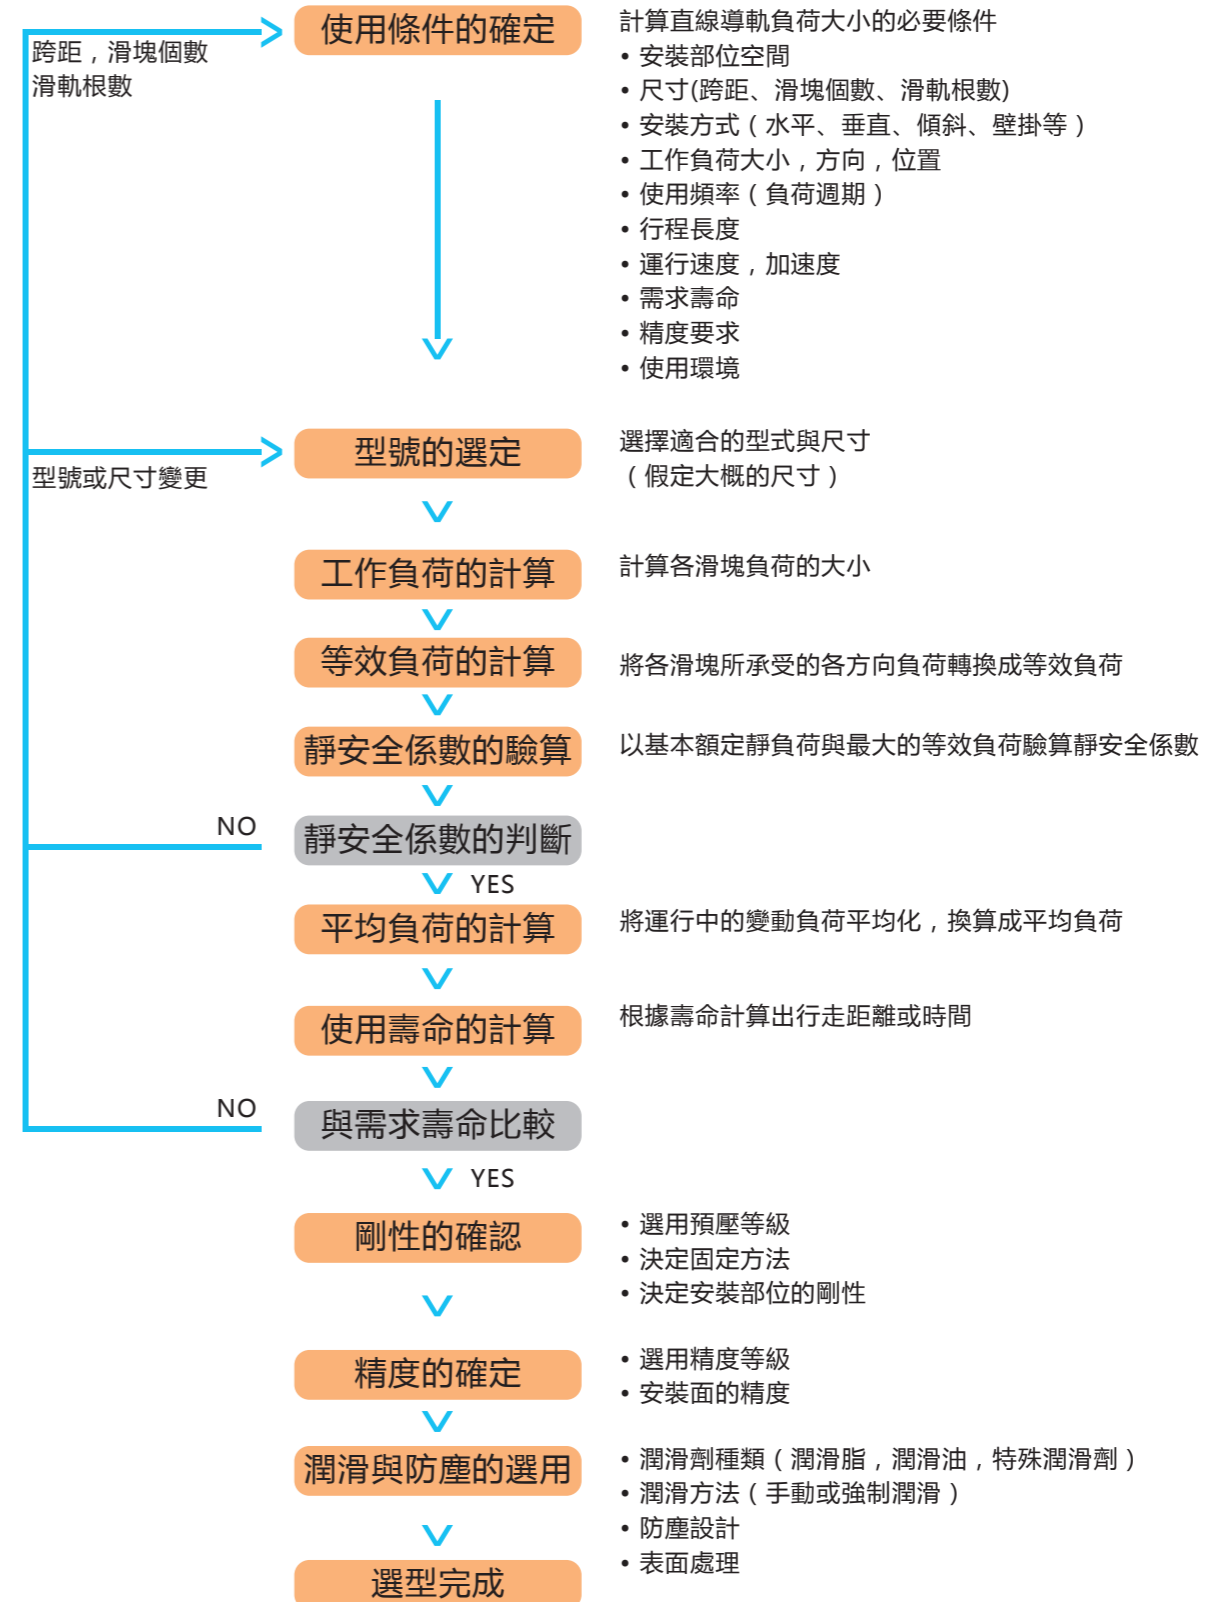 使用條件的確定
跨距，滑塊個數
滑軌根數
計算直線導軌負荷大小的必要條件
• 安裝部位空間
• 尺寸(跨距、滑塊個數、滑軌根數)
• 安裝方式（水平、垂直、傾斜、壁掛等）
• 工作負荷大小，方向，位置
• 使用頻率（負荷週期）
• 行程長度
• 運行速度，加速度
• 需求壽命
• 精度要求
• 使用環境
型號的選定
型號或尺寸變更
選擇適合的型式與尺寸
（假定大概的尺寸）
工作負荷的計算
計算各滑塊負荷的大小
等效負荷的計算
將各滑塊所承受的各方向負荷轉換成等效負荷
靜安全係數的驗算
以基本額定靜負荷與最大的等效負荷驗算靜安全係數
NO
靜安全係數的判斷
YES
平均負荷的計算
將運行中的變動負荷平均化，換算成平均負荷
使用壽命的計算
根據壽命計算出行走距離或時間
NO
與需求壽命比較
YES
剛性的確認
• 選用預壓等級
• 決定固定方法
• 決定安裝部位的剛性
精度的確定
• 選用精度等級
• 安裝面的精度
潤滑與防塵的選用
• 潤滑劑種類（潤滑脂，潤滑油，特殊潤滑劑）
• 潤滑方法（手動或強制潤滑）
• 防塵設計
• 表面處理
選型完成